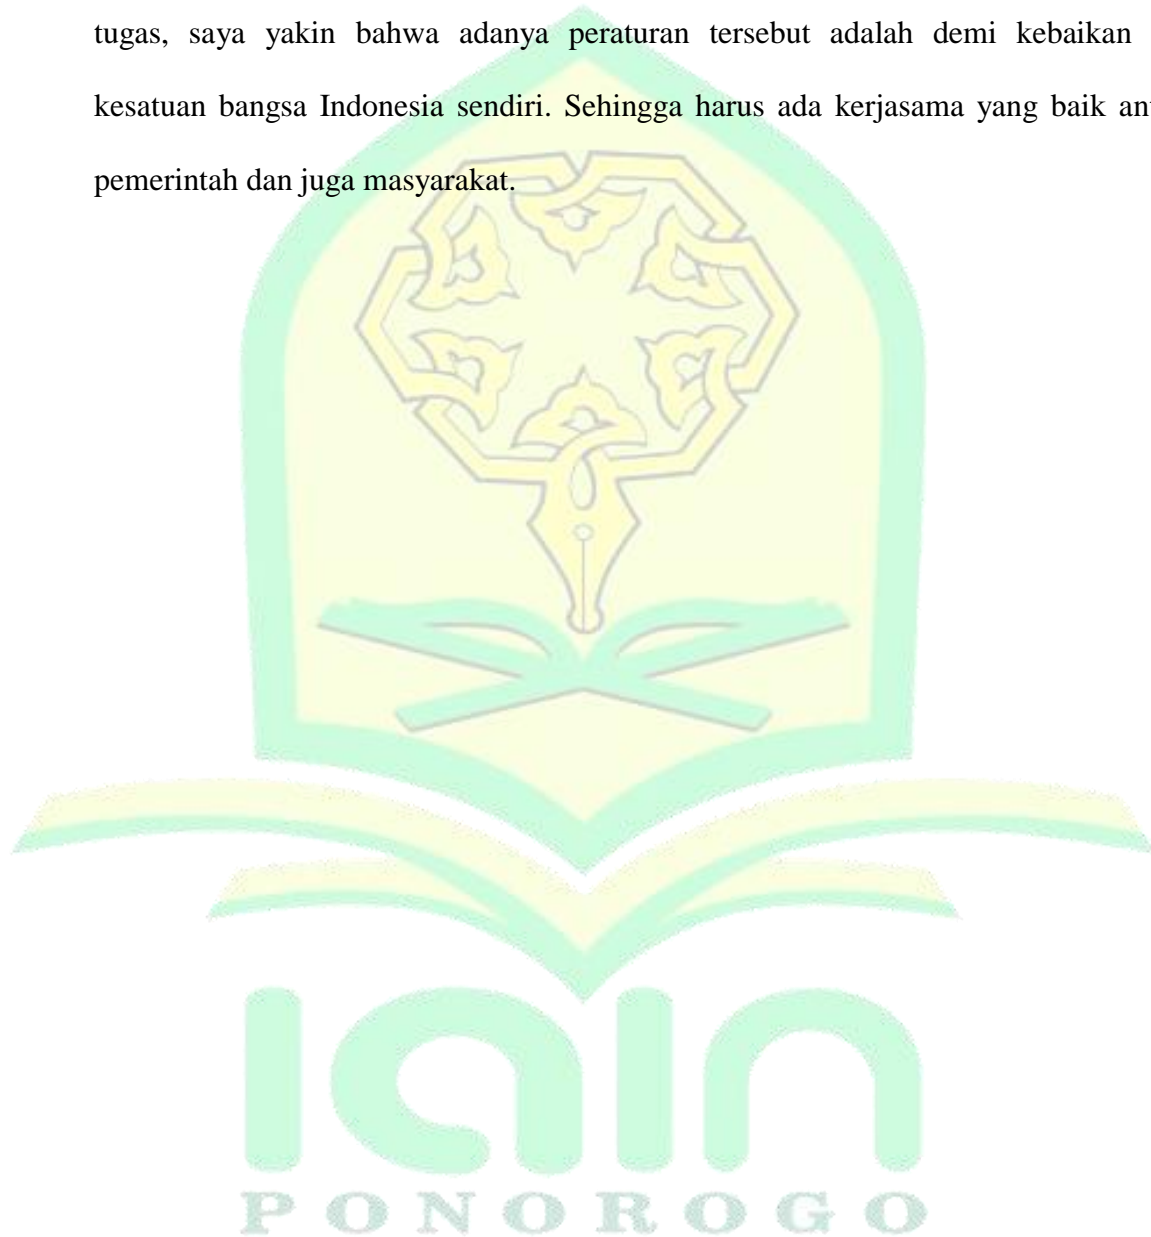 tugas, saya yakin bahwa adanya peraturan tersebut adalah demi kebaikan
kesatuan bangsa Indonesia sendiri. Sehingga harus ada kerjasama yang baik
pemerintah dan juga masyarakat.
iain
PONOROGO